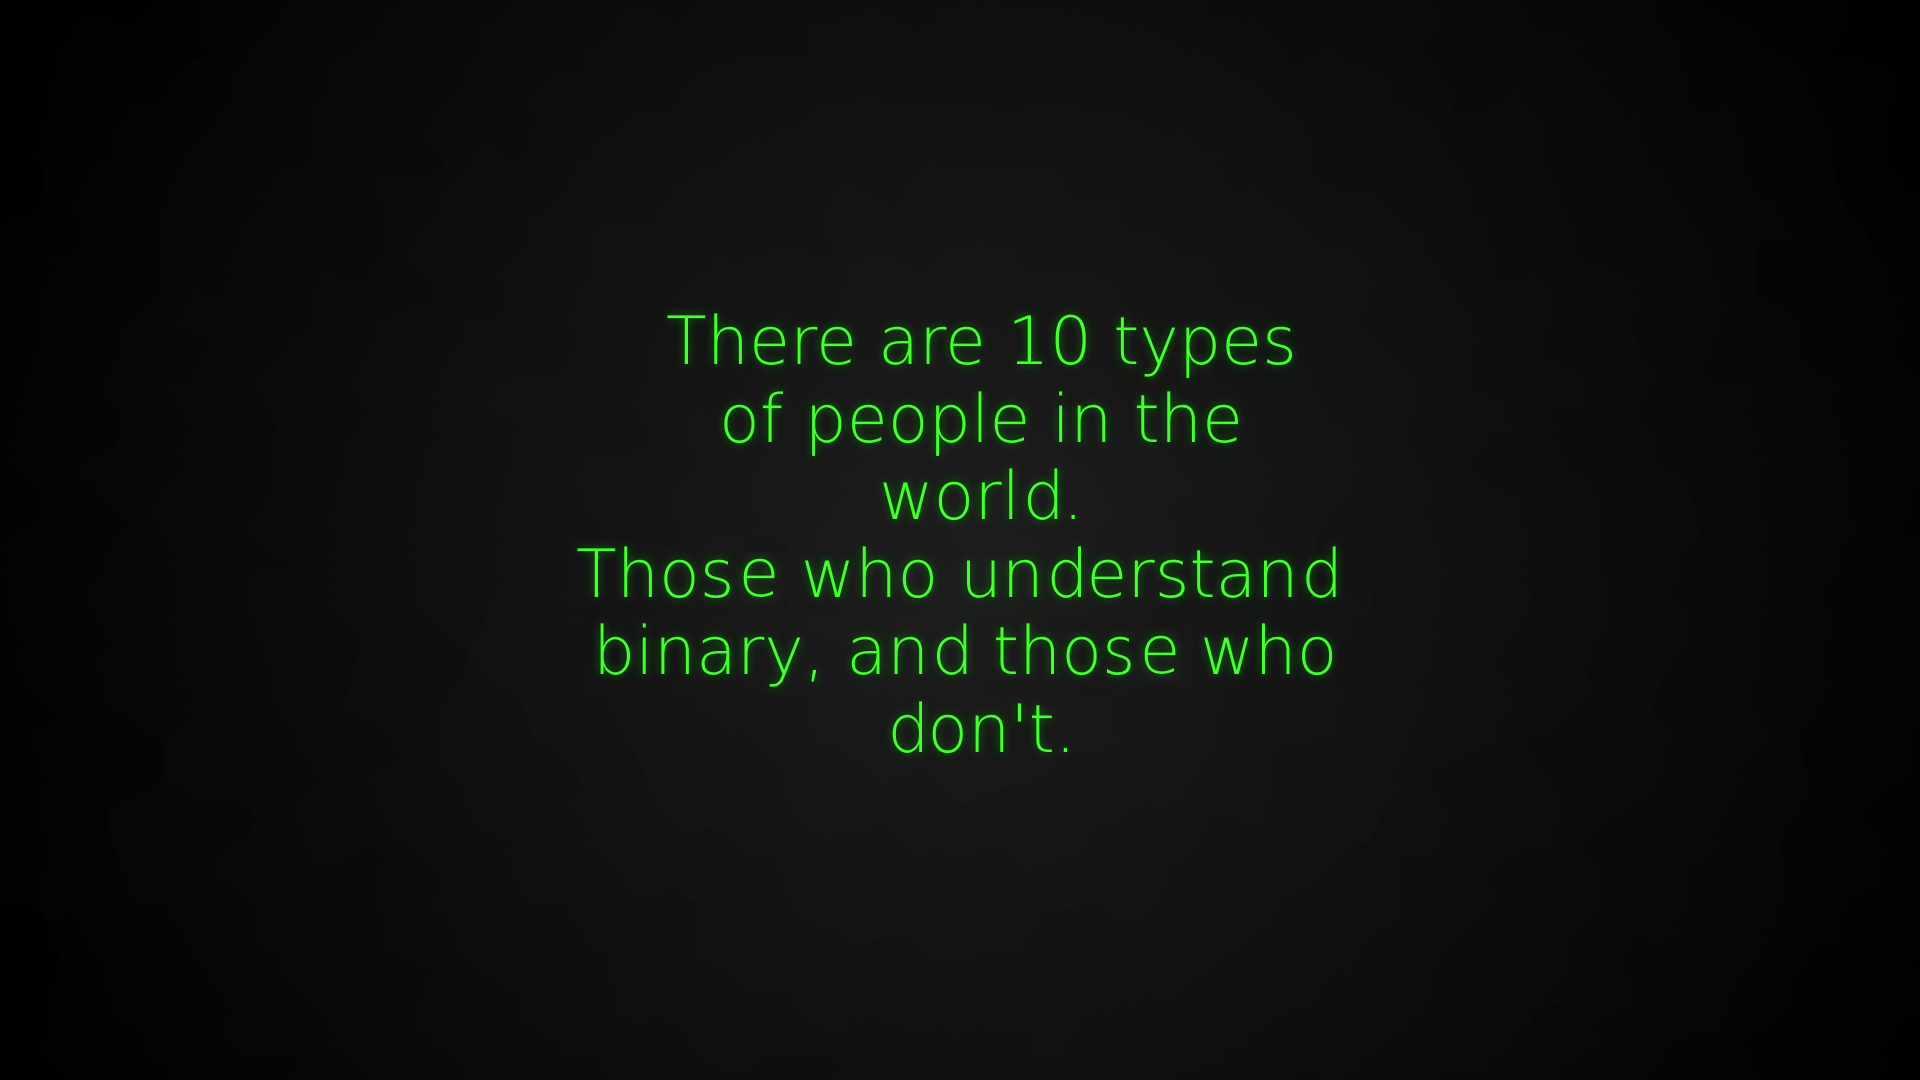 There are 10 types
of people in the
world.
Those who understand
binary, and those who
don't.